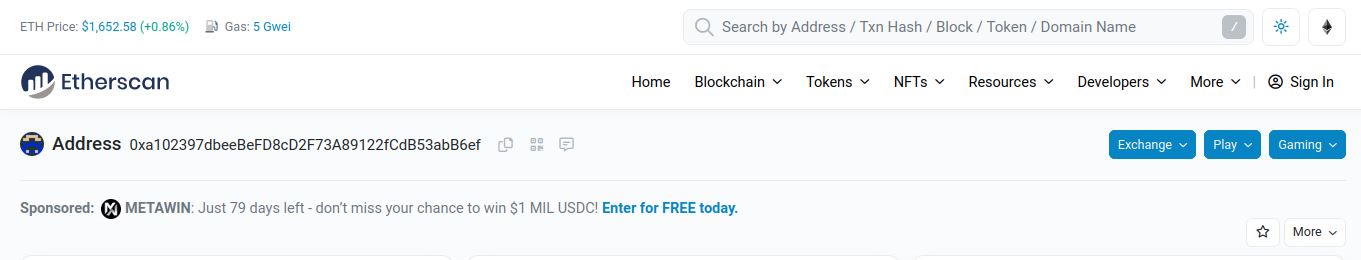 ETH Price: $1,652.58 (+0.86%) Gas: 5 Gwei Search by Address / Txn Hash / Block / Token / Domain Name /
Etherscan Home Blockchain Tokens NFTs Resources Developers More | Sign In
Address 0xa102397dbeeBeFD8cD2F73A89122fCdB53abB6ef Exchange Play Gaming
Sponsored: METAWIN: Just 79 days left - don't miss your chance to win $1 MIL USDC! Enter for FREE today.
More